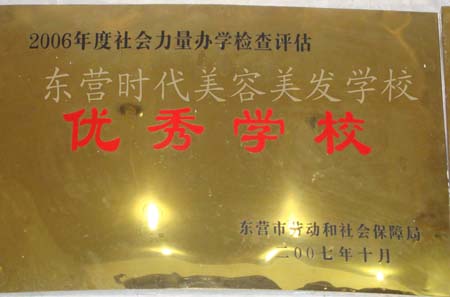 2006年度社会力量办学检查评估
东营时代美容美发学校
优秀学校
东营市劳动和社会保障局
二00七年十月